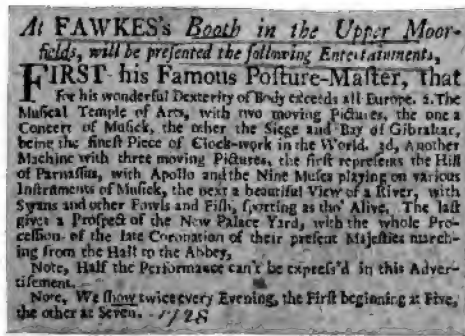 At FAWKES's Booth in the Upper Moor-
fields, will be preſented the following Entertainments,
FIRST his Famous Poſture-Maſter, that
for his wonderful Dexterity of Body exceeds all Europe. 2. The
Muſical Temple of Arts, with two moving Pictures, the one a
Concert of Muſick, the other the Siege and Bay of Gibraltar,
being the fineſt Piece of Clock-work in the World. 3d, Another
Machine with three moving Pictures, the firſt repreſents the Hill
of Parnaſſus, with Apollo and the Nine Muſes playing on various
Inſtruments of Muſick, the next a beautiful View of a River, with
Swans and other Fowls and Fiſh, ſporting as tho' Alive. The laſt
gives a Proſpect of the New Palace Yard, with the whole Pro-
ceſſion of the late Coronation of their preſent Majeſties march-
ing from the Hall to the Abbey,
Note, Half the Performance can't be expreſs'd in this Adver-
tiſement.
Note, We ſhow twice every Evening, the Firſt beginning at Five,
the other at Seven. - 1728